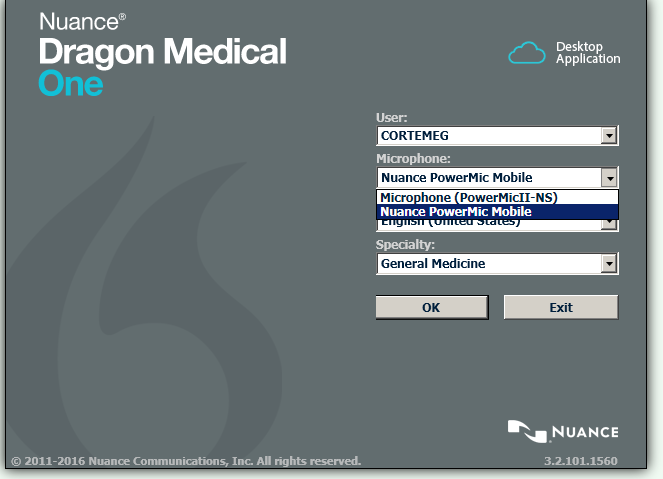 Nuance®
Dragon Medical
One
Desktop
Application
User:
CORTEMEG
Microphone:
Nuance PowerMic Mobile
Microphone (PowerMicII-NS)
Nuance PowerMic Mobile
English (United States)
Specialty:
General Medicine
OK
Exit
NUANCE
© 2011-2016 Nuance Communications, Inc. All rights reserved.
3.2.101.1560